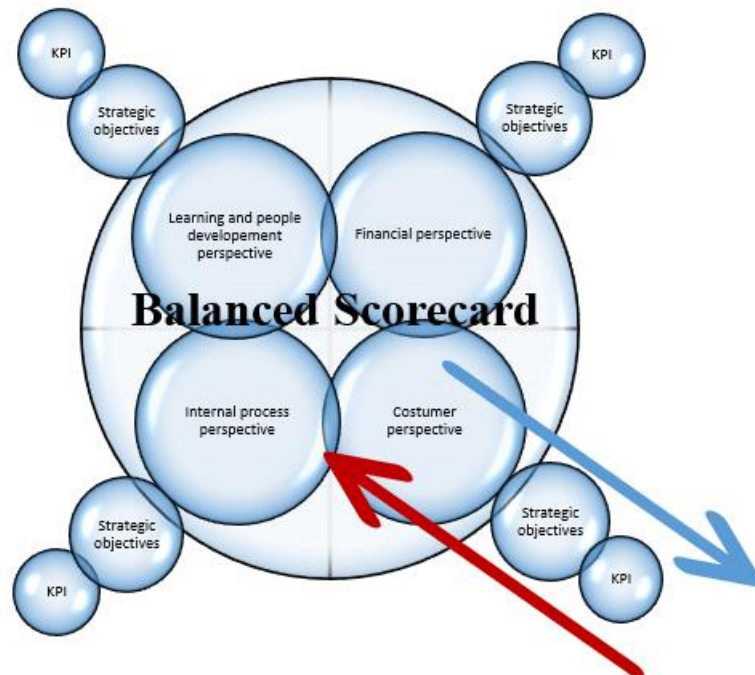 KPI
KPI
Strategic
objectives
Strategic
objectives
Learning and people
developement
perspective
Financial perspective
Balanced Scorecard
Internal process
perspective
Costumer
perspective
Strategic
objectives
Strategic
objectives
KPI
KPI